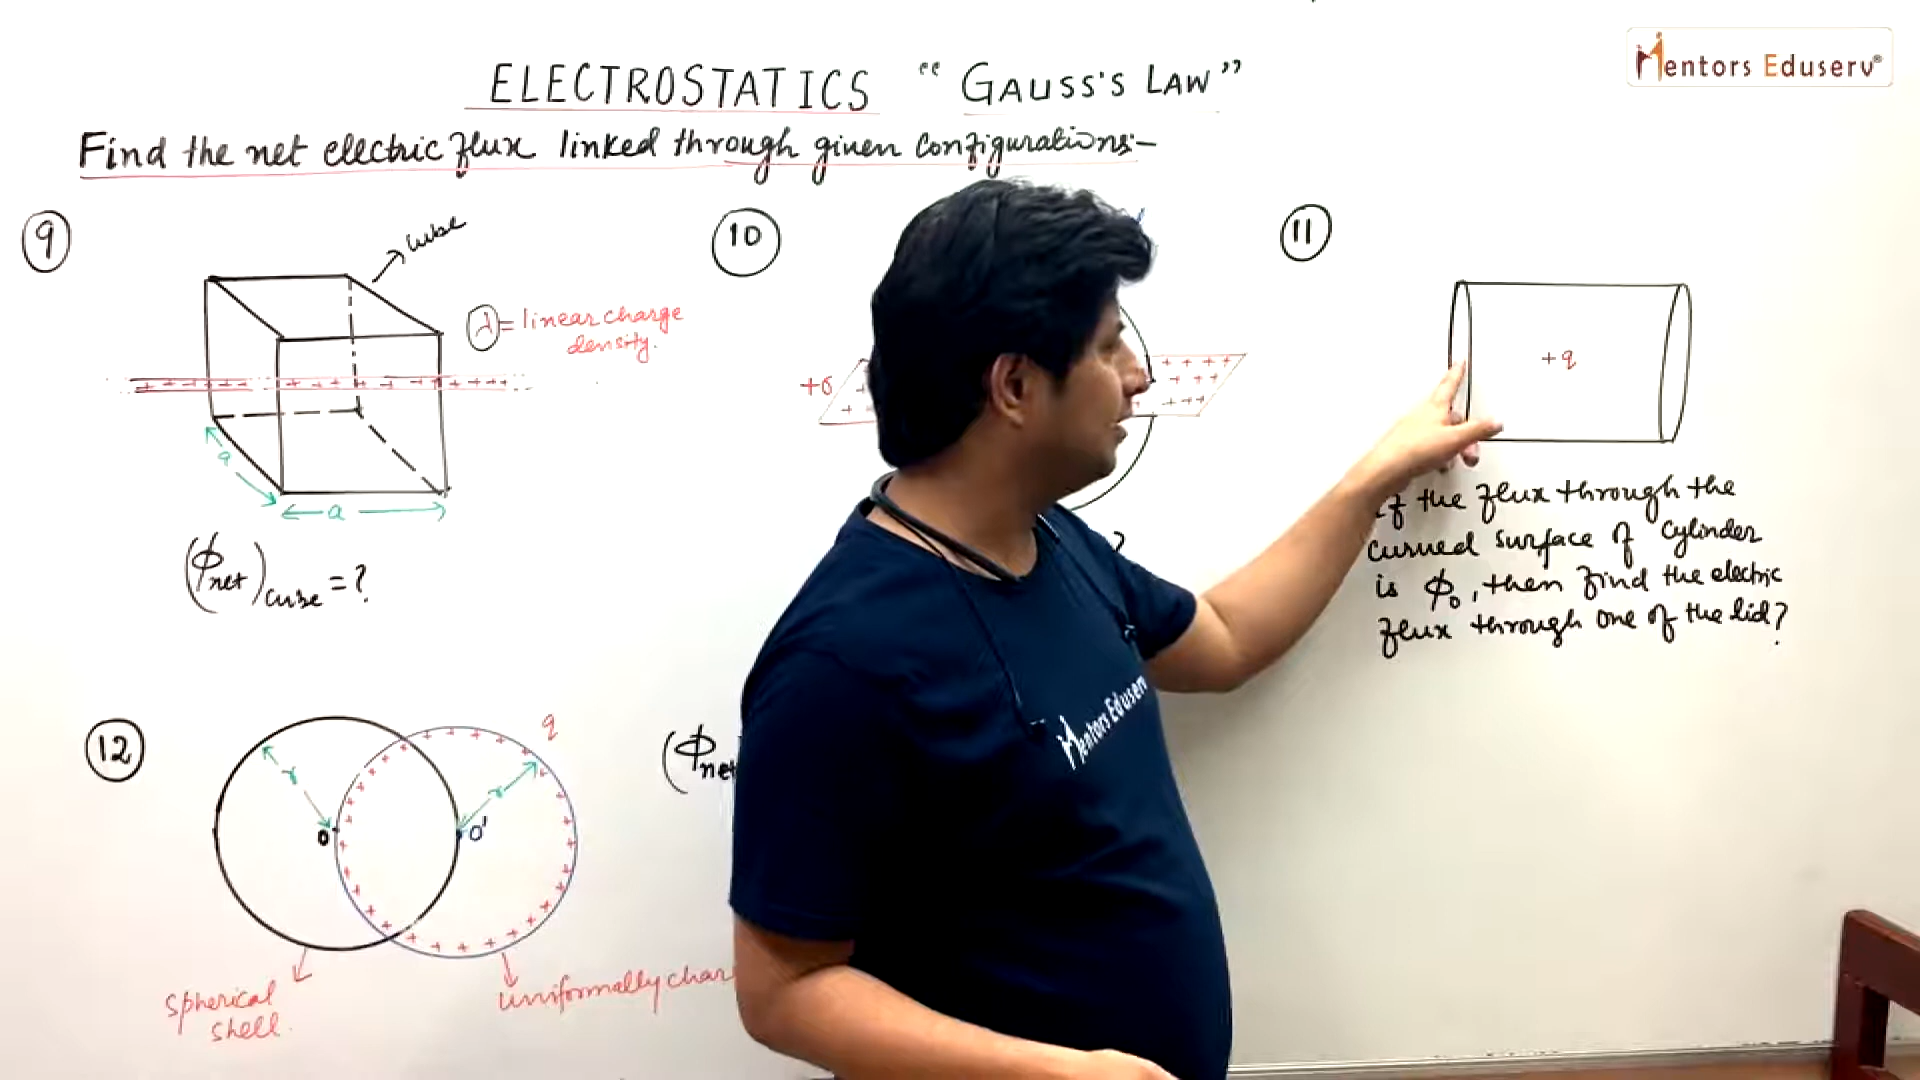 Mentors Eduserv®
ELECTROSTATICS “GAUSS'S LAW”
Find the net electric flux linked through given configurations:-
9
cube
λ = linear charge
density.
+ + + + + + + + + + + + + + +
a
a
(Φnet)cube = ?
10
+σ
?
11
+q
If the flux through the
curved surface of cylinder
is Φ0, then find the electric
flux through one of the lid?
12
r
O
q
r
O'
Spherical
shell.
Uniformally char
(Φnet
Mentors Eduserv